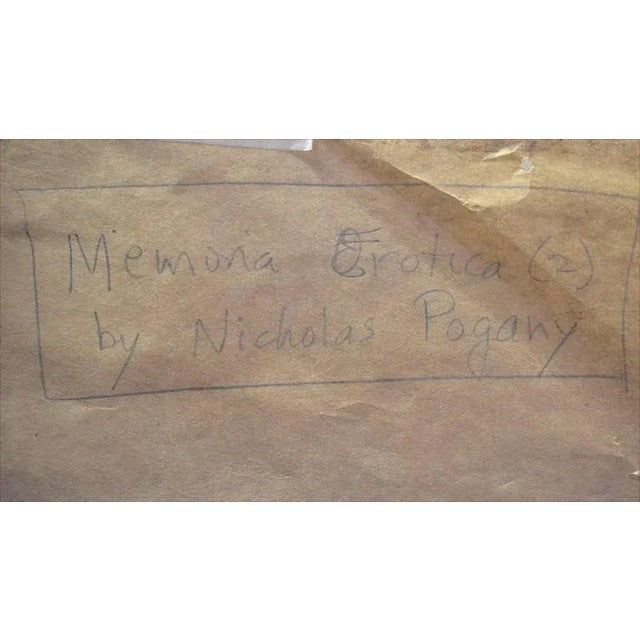 Memoria Erotica (2)
by Nicholas Pogany